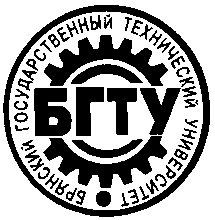 БРЯНСКИЙ ГОСУДАРСТВЕННЫЙ ТЕХНИЧЕСКИЙ УНИВЕРСИТЕТ
БГТУ